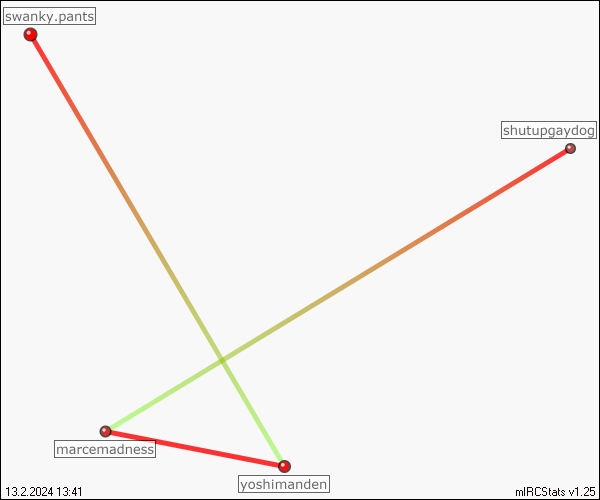 swanky.pants
shutupgaydog
marcemadness
yoshimanden
13.2.2024 13:41
mIRCStats v1.25